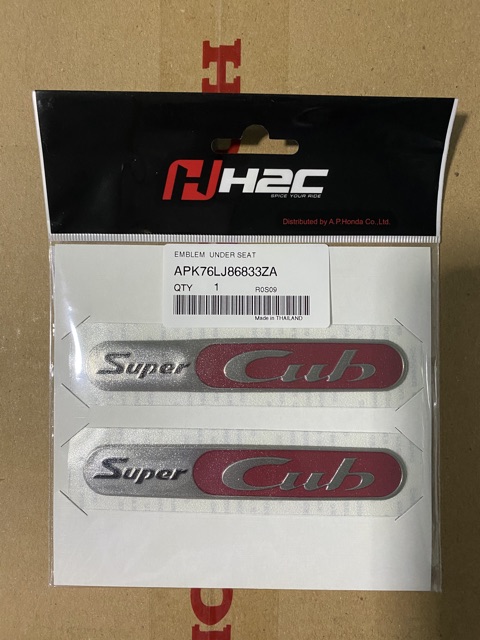 H2C
SPICE YOUR RIDE
Distributed by A.P.Honda Co.,Ltd.
EMBLEM UNDER SEAT
APK76LJ86833ZA
QTY 1 R0S09
Made in THAILAND
Super Cub
Super Cub